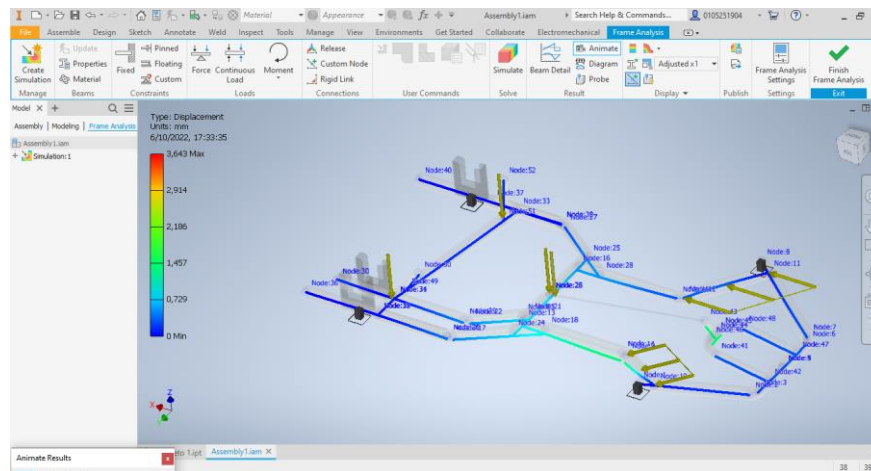 Material
Appearance
Assembly1.iam
Search Help & Commands...
0105251904
File Assemble Design Sketch Annotate Weld Inspect Tools Manage View Environments Get Started Collaborate Electromechanical Frame Analysis
Create Simulation
Update
Properties
Material
Fixed
Pinned
Floating
Custom
Force
Continuous Load
Moment
Release
Custom Node
Rigid Link
Simulate
Beam Detail
Animate
Diagram
Probe
Adjusted x1
Frame Analysis Settings
Finish Frame Analysis
Manage Beams Constraints Loads Connections User Commands Solve Result Display Publish Settings Exit
Model
Assembly | Modeling | Frame Analysis
Assembly1.iam
Simulation:1
Type: Displacement
Units: mm
6/10/2022, 17:33:35
3,643 Max
2,914
2,186
1,457
0,729
0 Min
Node:40
Node:52
Node:37
Node:33
Node:25
Node:16
Node:28
Node:8
Node:11
Node:30
Node:49
Node:36
Node:34
Node:26
Node:13
Node:24
Node:18
Node:48
Node:41
Node:7
Node:6
Node:47
Node:42
Node:3
Z
X
Y
Assembly1.iam
Animate Results
38 39